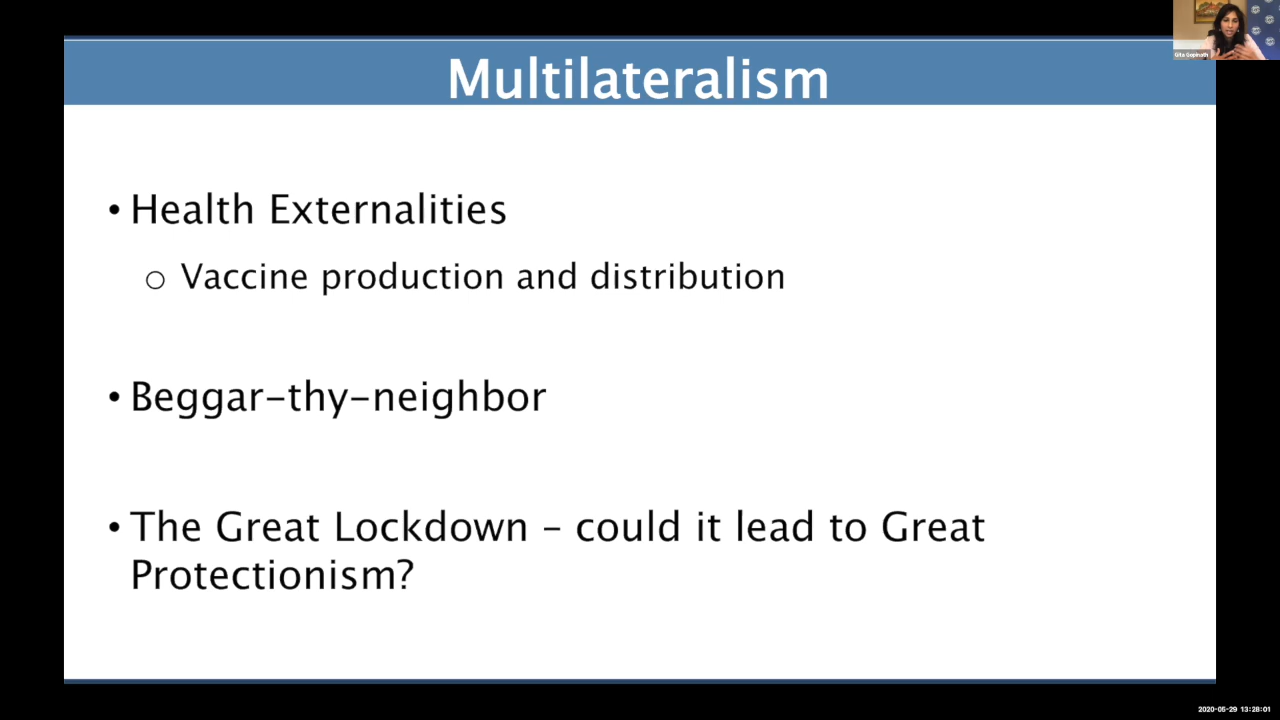 Multilateralism
Gita Gopinath
• Health Externalities
o Vaccine production and distribution
• Beggar-thy-neighbor
• The Great Lockdown – could it lead to Great
Protectionism?
2020-05-29 13:28:01